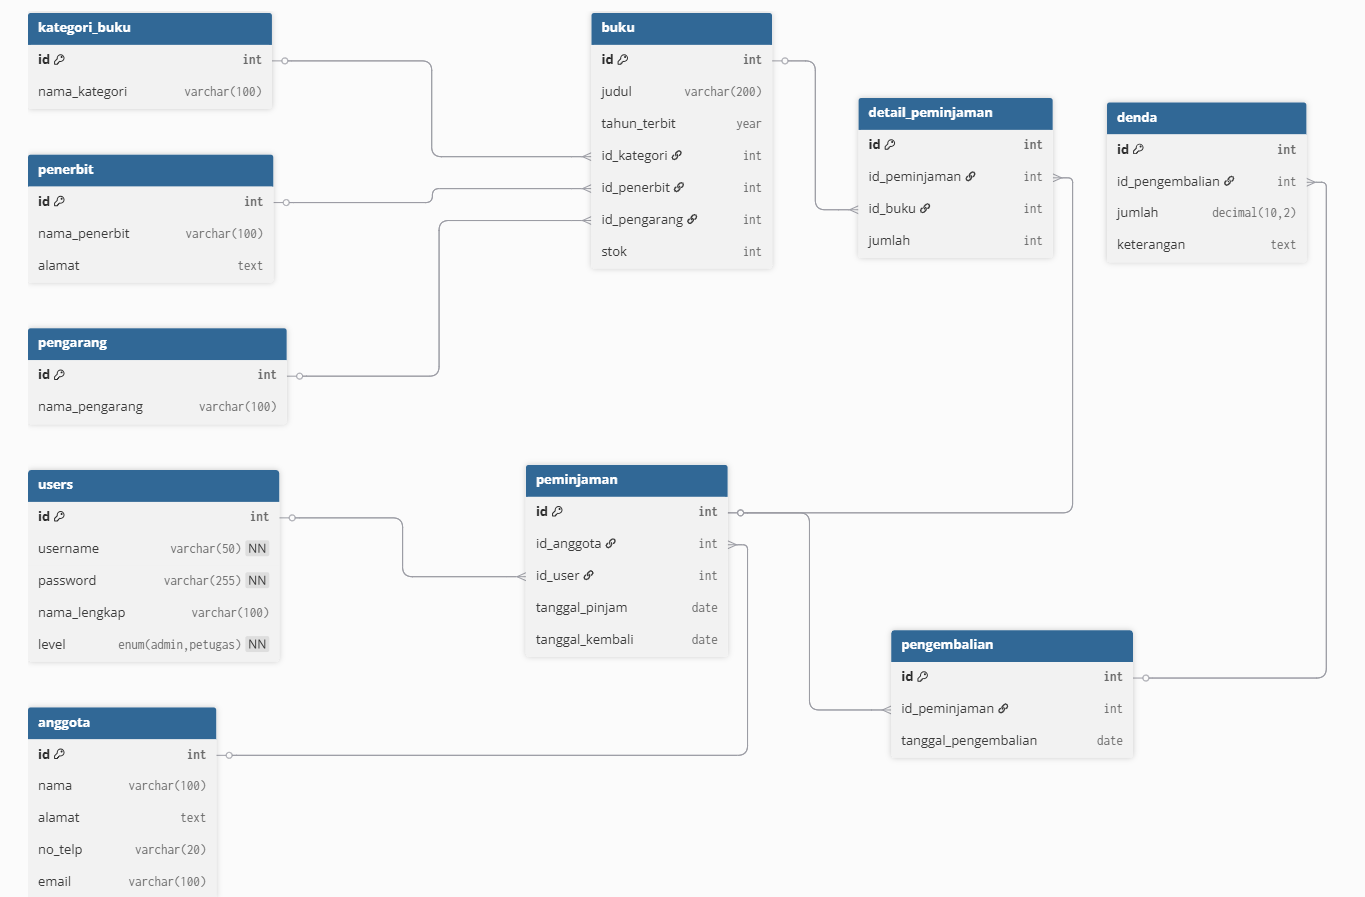 kategori_buku
id int
nama_kategori varchar(100)
penerbit
id int
nama_penerbit varchar(100)
alamat text
pengarang
id int
nama_pengarang varchar(100)
users
id int
username varchar(50) NN
password varchar(255) NN
nama_lengkap varchar(100)
level enum(admin,petugas) NN
anggota
id int
nama varchar(100)
alamat text
no_telp varchar(20)
email varchar(100)
buku
id int
judul varchar(200)
tahun_terbit year
id_kategori int
id_penerbit int
id_pengarang int
stok int
peminjaman
id int
id_anggota int
id_user int
tanggal_pinjam date
tanggal_kembali date
detail_peminjaman
id int
id_peminjaman int
id_buku int
jumlah int
pengembalian
id int
id_peminjaman int
tanggal_pengembalian date
denda
id int
id_pengembalian int
jumlah decimal(10,2)
keterangan text